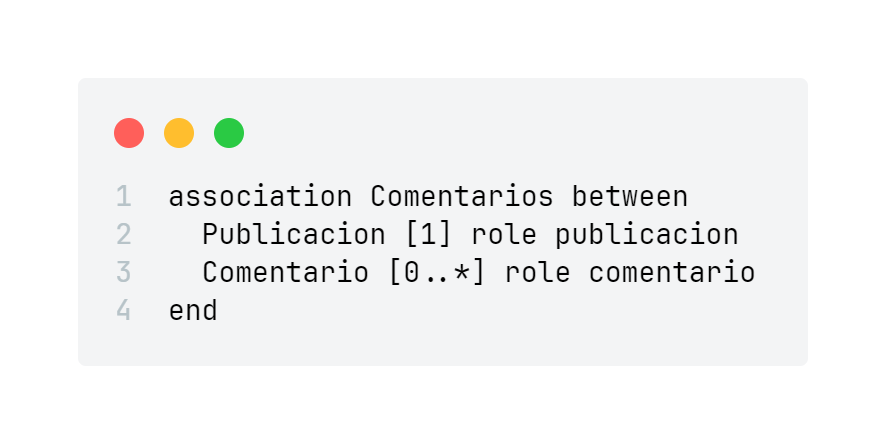 1 association Comentarios between
2 Publicacion [1] role publicacion
3 Comentario [0..*] role comentario
4 end